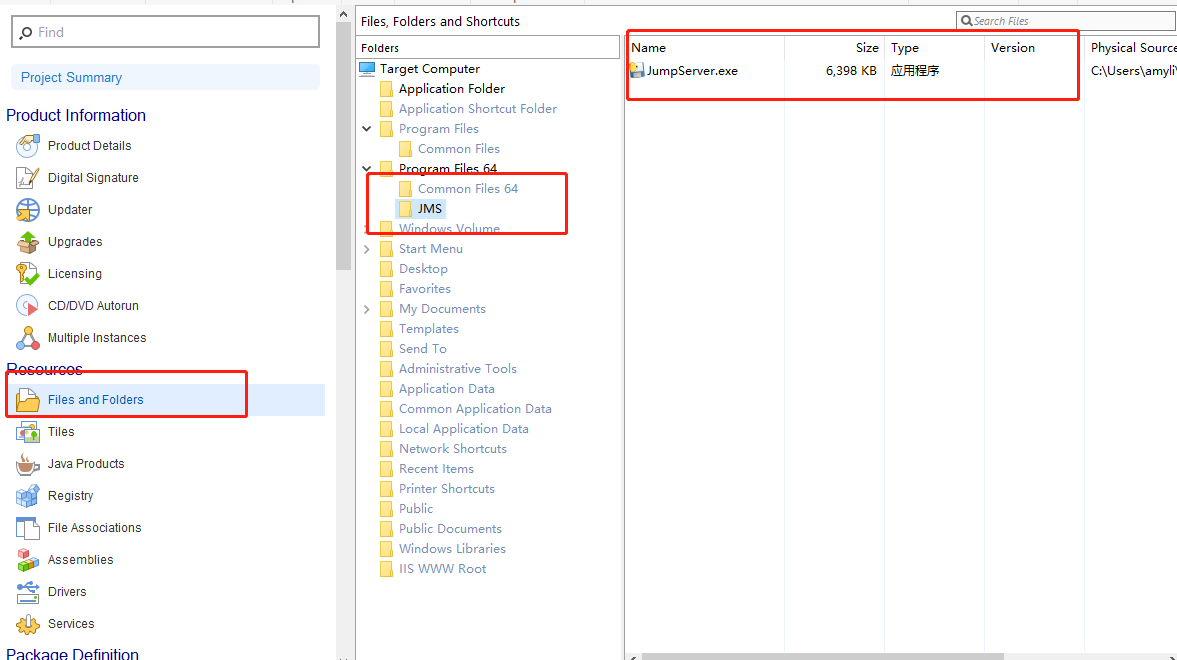 Find
Project Summary
Product Information
Product Details
Digital Signature
Updater
Upgrades
Licensing
CD/DVD Autorun
Multiple Instances
Resources
Files and Folders
Tiles
Java Products
Registry
File Associations
Assemblies
Drivers
Services
Package Definition
Files, Folders and Shortcuts
Search Files
Folders
Target Computer
Application Folder
Application Shortcut Folder
Program Files
Common Files
Program Files 64
Common Files 64
JMS
Windows Volume
Start Menu
Desktop
Favorites
My Documents
Templates
Send To
Administrative Tools
Application Data
Common Application Data
Local Application Data
Network Shortcuts
Recent Items
Printer Shortcuts
Public
Public Documents
Windows Libraries
IIS WWW Root
Name Size Type Version Physical Source
JumpServer.exe 6,398 KB 应用程序 C:\Users\amyli\